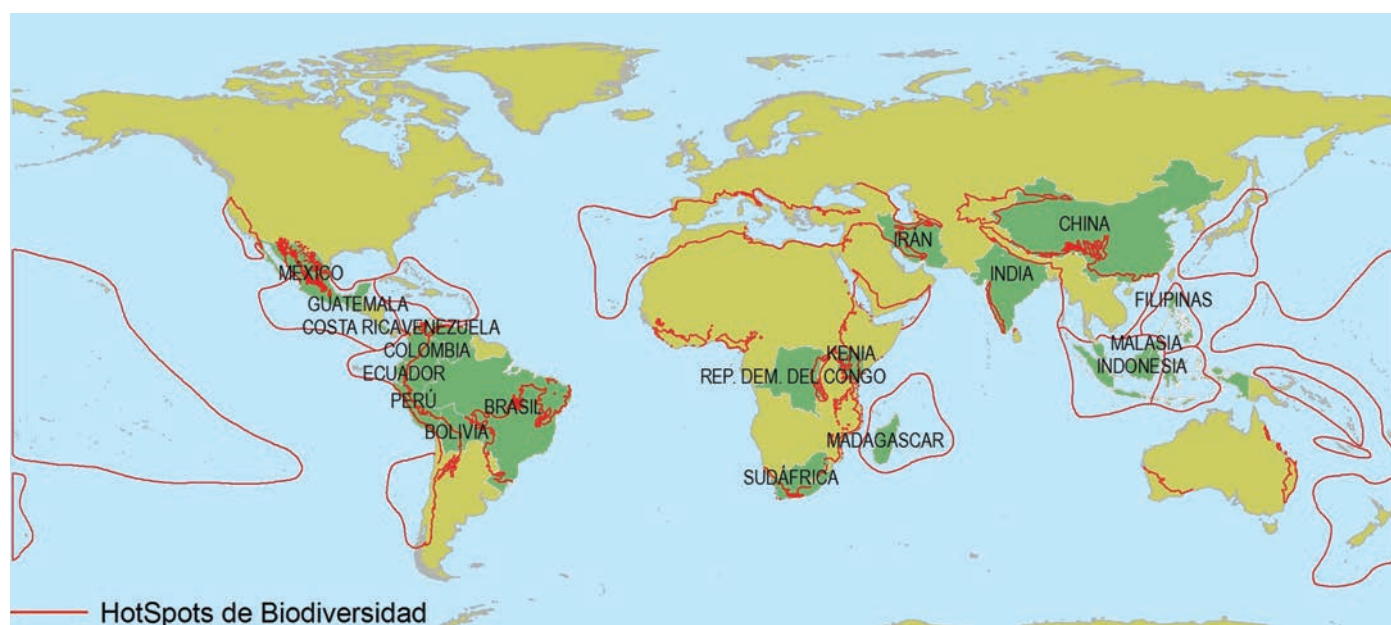 CHINA
IRÁN
MÉXICO
INDIA
GUATEMALA
FILIPINAS
COSTA RICA
VENEZUELA
COLOMBIA
KENIA
MALASIA
ECUADOR
REP. DEM. DEL CONGO
INDONESIA
PERÚ
BRASIL
BOLIVIA
MADAGASCAR
SUDÁFRICA
HotSpots de Biodiversidad